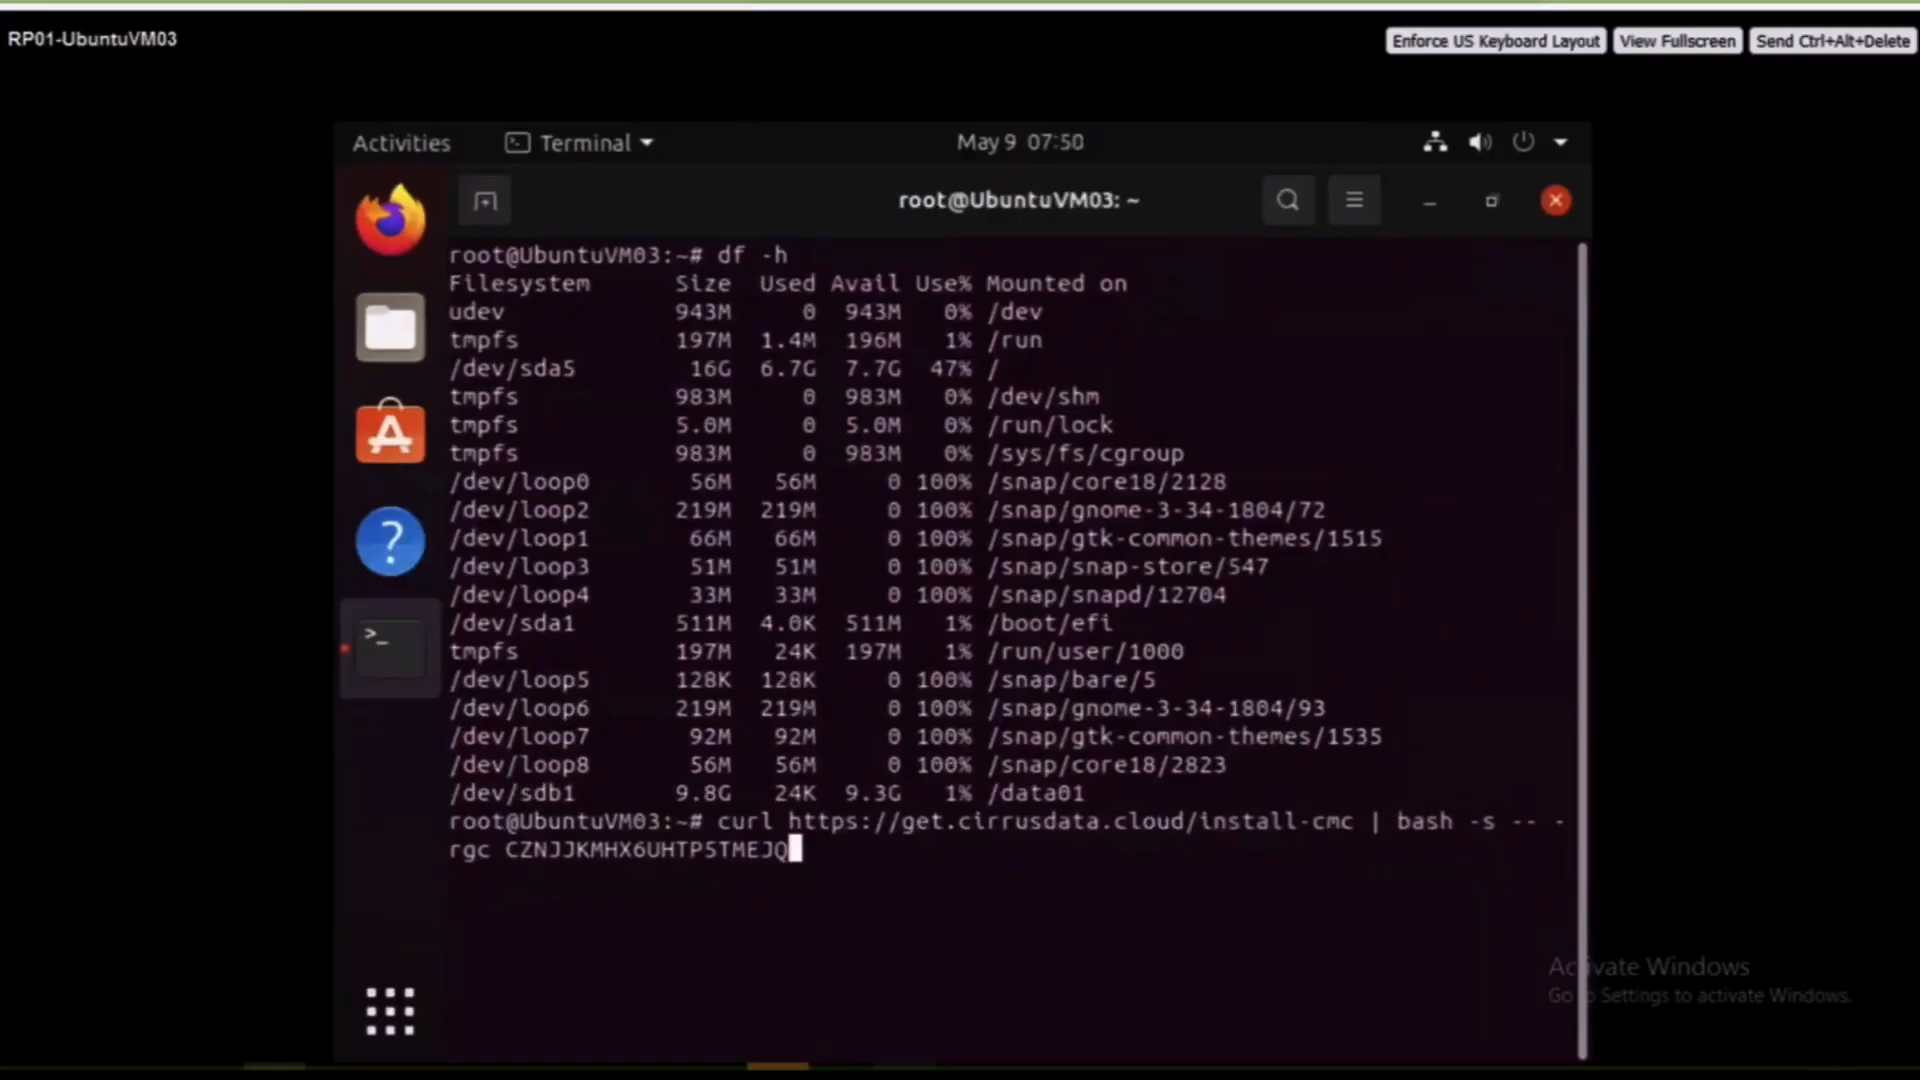 RP01-UbuntuVM03
Enforce US Keyboard Layout View Fullscreen Send Ctrl+Alt+Delete
Activities Terminal May 9 07:50
root@UbuntuVM03: ~
root@UbuntuVM03:~# df -h
Filesystem Size Used Avail Use% Mounted on
udev 943M 0 943M 0% /dev
tmpfs 197M 1.4M 196M 1% /run
/dev/sda5 16G 6.7G 7.7G 47% /
tmpfs 983M 0 983M 0% /dev/shm
tmpfs 5.0M 0 5.0M 0% /run/lock
tmpfs 983M 0 983M 0% /sys/fs/cgroup
/dev/loop0 56M 56M 0 100% /snap/core18/2128
/dev/loop2 219M 219M 0 100% /snap/gnome-3-34-1804/72
/dev/loop1 66M 66M 0 100% /snap/gtk-common-themes/1515
/dev/loop3 51M 51M 0 100% /snap/snap-store/547
/dev/loop4 33M 33M 0 100% /snap/snapd/12704
/dev/sda1 511M 4.0K 511M 1% /boot/efi
tmpfs 197M 24K 197M 1% /run/user/1000
/dev/loop5 128K 128K 0 100% /snap/bare/5
/dev/loop6 219M 219M 0 100% /snap/gnome-3-34-1804/93
/dev/loop7 92M 92M 0 100% /snap/gtk-common-themes/1535
/dev/loop8 56M 56M 0 100% /snap/core18/2823
/dev/sdb1 9.8G 24K 9.3G 1% /data01
root@UbuntuVM03:~# curl https://get.cirrusdata.cloud/install-cmc | bash -s -- -
rgc CZNJJKMHX6UHTP5TMEJQ
Activate Windows
Go to Settings to activate Windows.